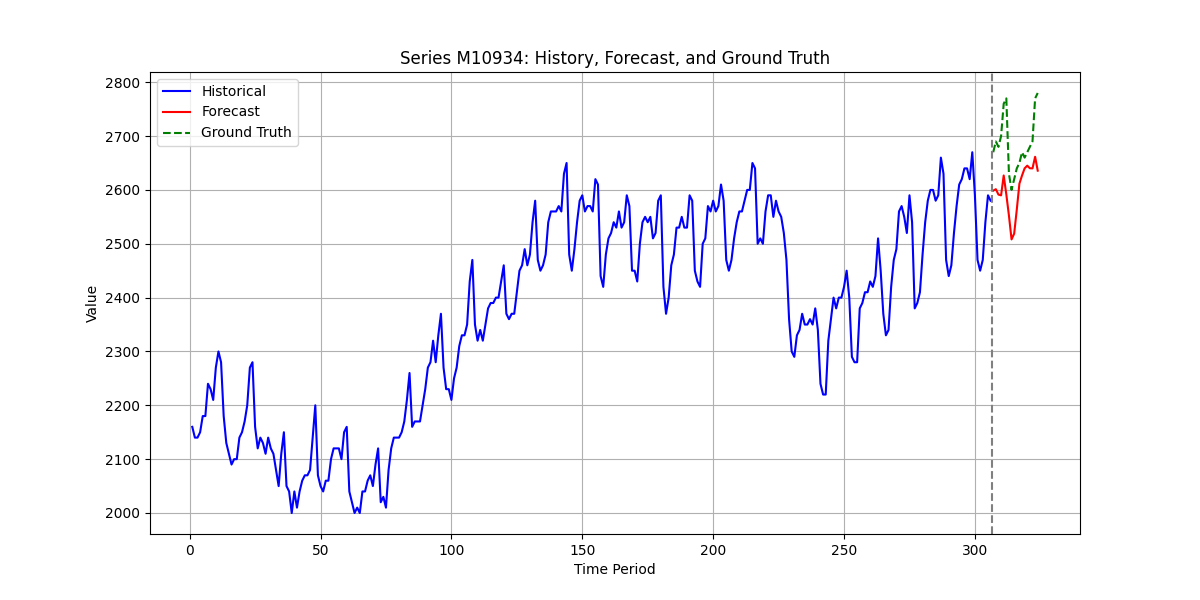 Series M10934: History, Forecast, and Ground Truth
Historical
Forecast
Ground Truth
Value
2800
2700
2600
2500
2400
2300
2200
2100
2000
0 50 100 150 200 250 300
Time Period